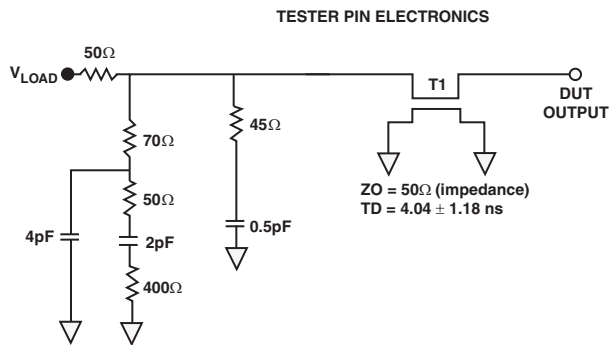 TESTER PIN ELECTRONICS
50Ω
VLOAD
T1
DUT
OUTPUT
70Ω
45Ω
50Ω
ZO = 50Ω (impedance)
TD = 4.04 ± 1.18 ns
4pF
2pF
0.5pF
400Ω